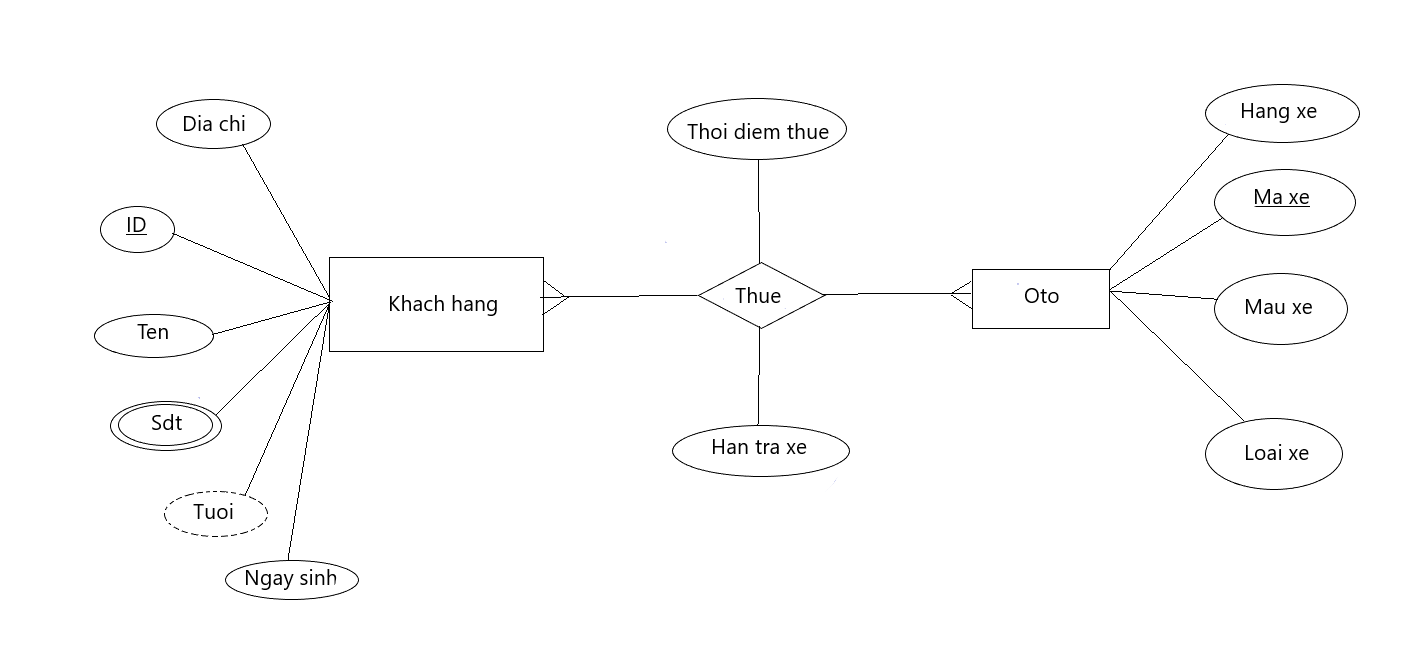 Dia chi
ID
Ten
Sdt
Tuoi
Ngay sinh
Khach hang
Thoi diem thue
Thue
Han tra xe
Oto
Hang xe
Ma xe
Mau xe
Loai xe